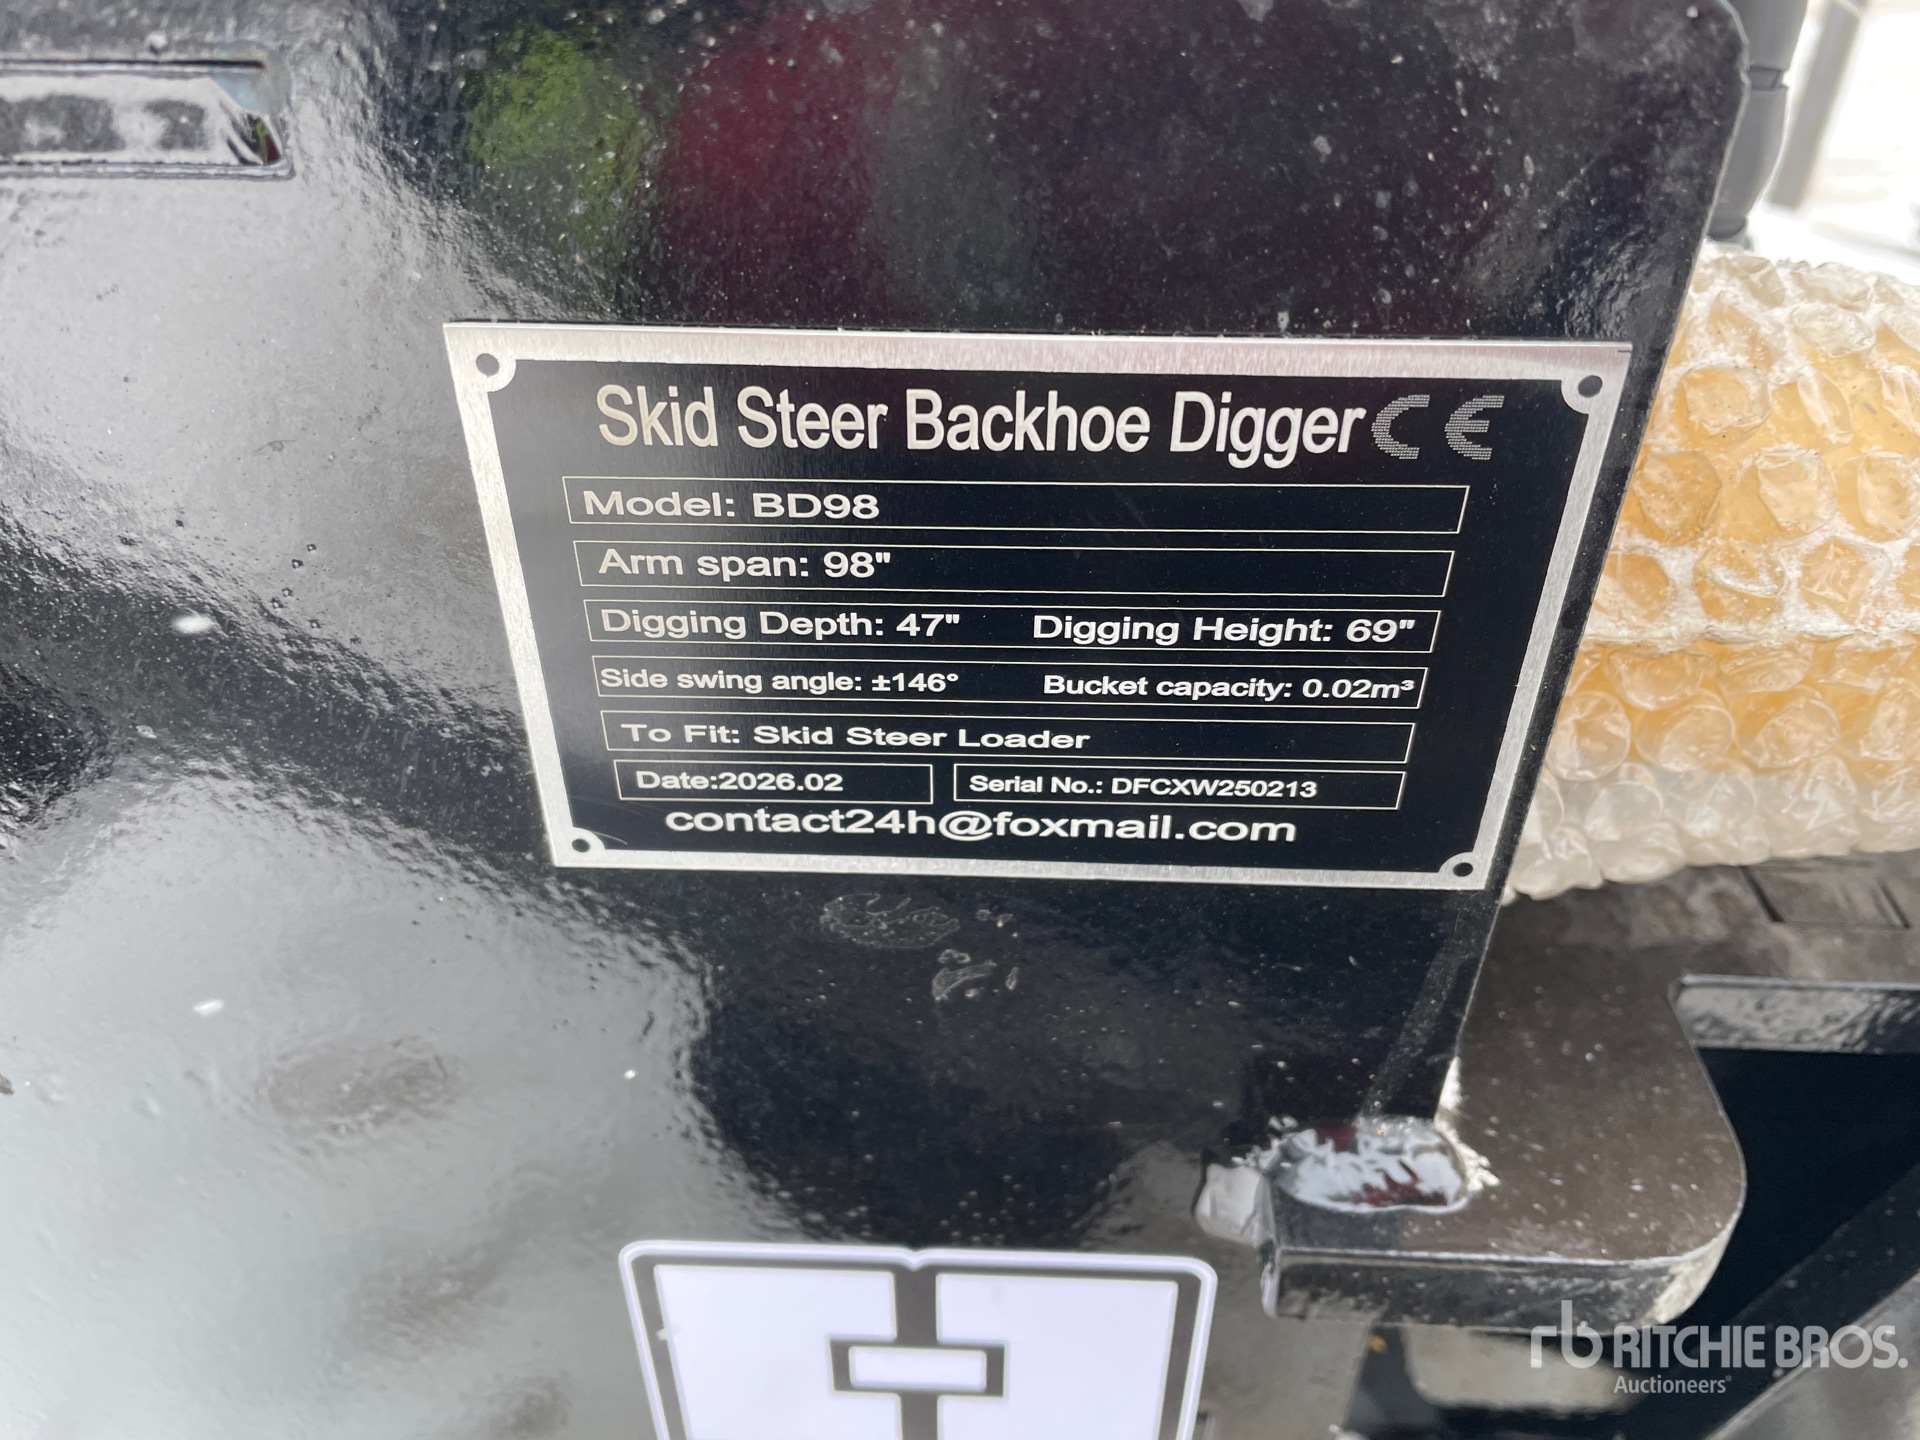 Skid Steer Backhoe Digger CE
Model: BD98
Arm span: 98"
Digging Depth: 47" Digging Height: 69"
Side swing angle: ±146° Bucket capacity: 0.02m³
To Fit: Skid Steer Loader
Date:2026.02 Serial No.: DFCXW250213
contact24h@foxmail.com
rb RITCHIE BROS.
Auctioneers®